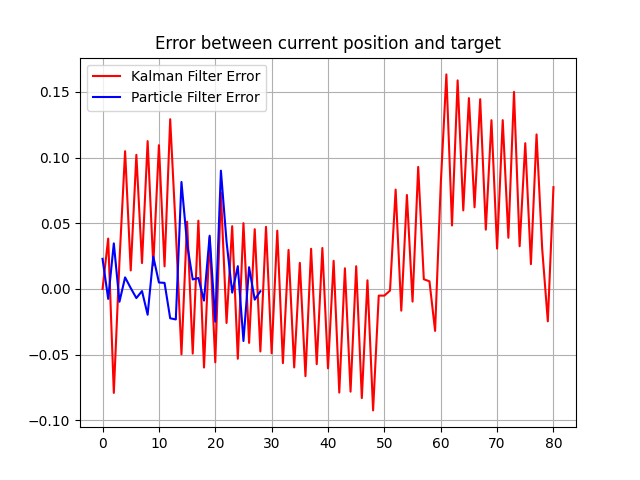 Error between current position and target
Kalman Filter Error
Particle Filter Error
0.15
0.10
0.05
0.00
−0.05
−0.10
0 10 20 30 40 50 60 70 80